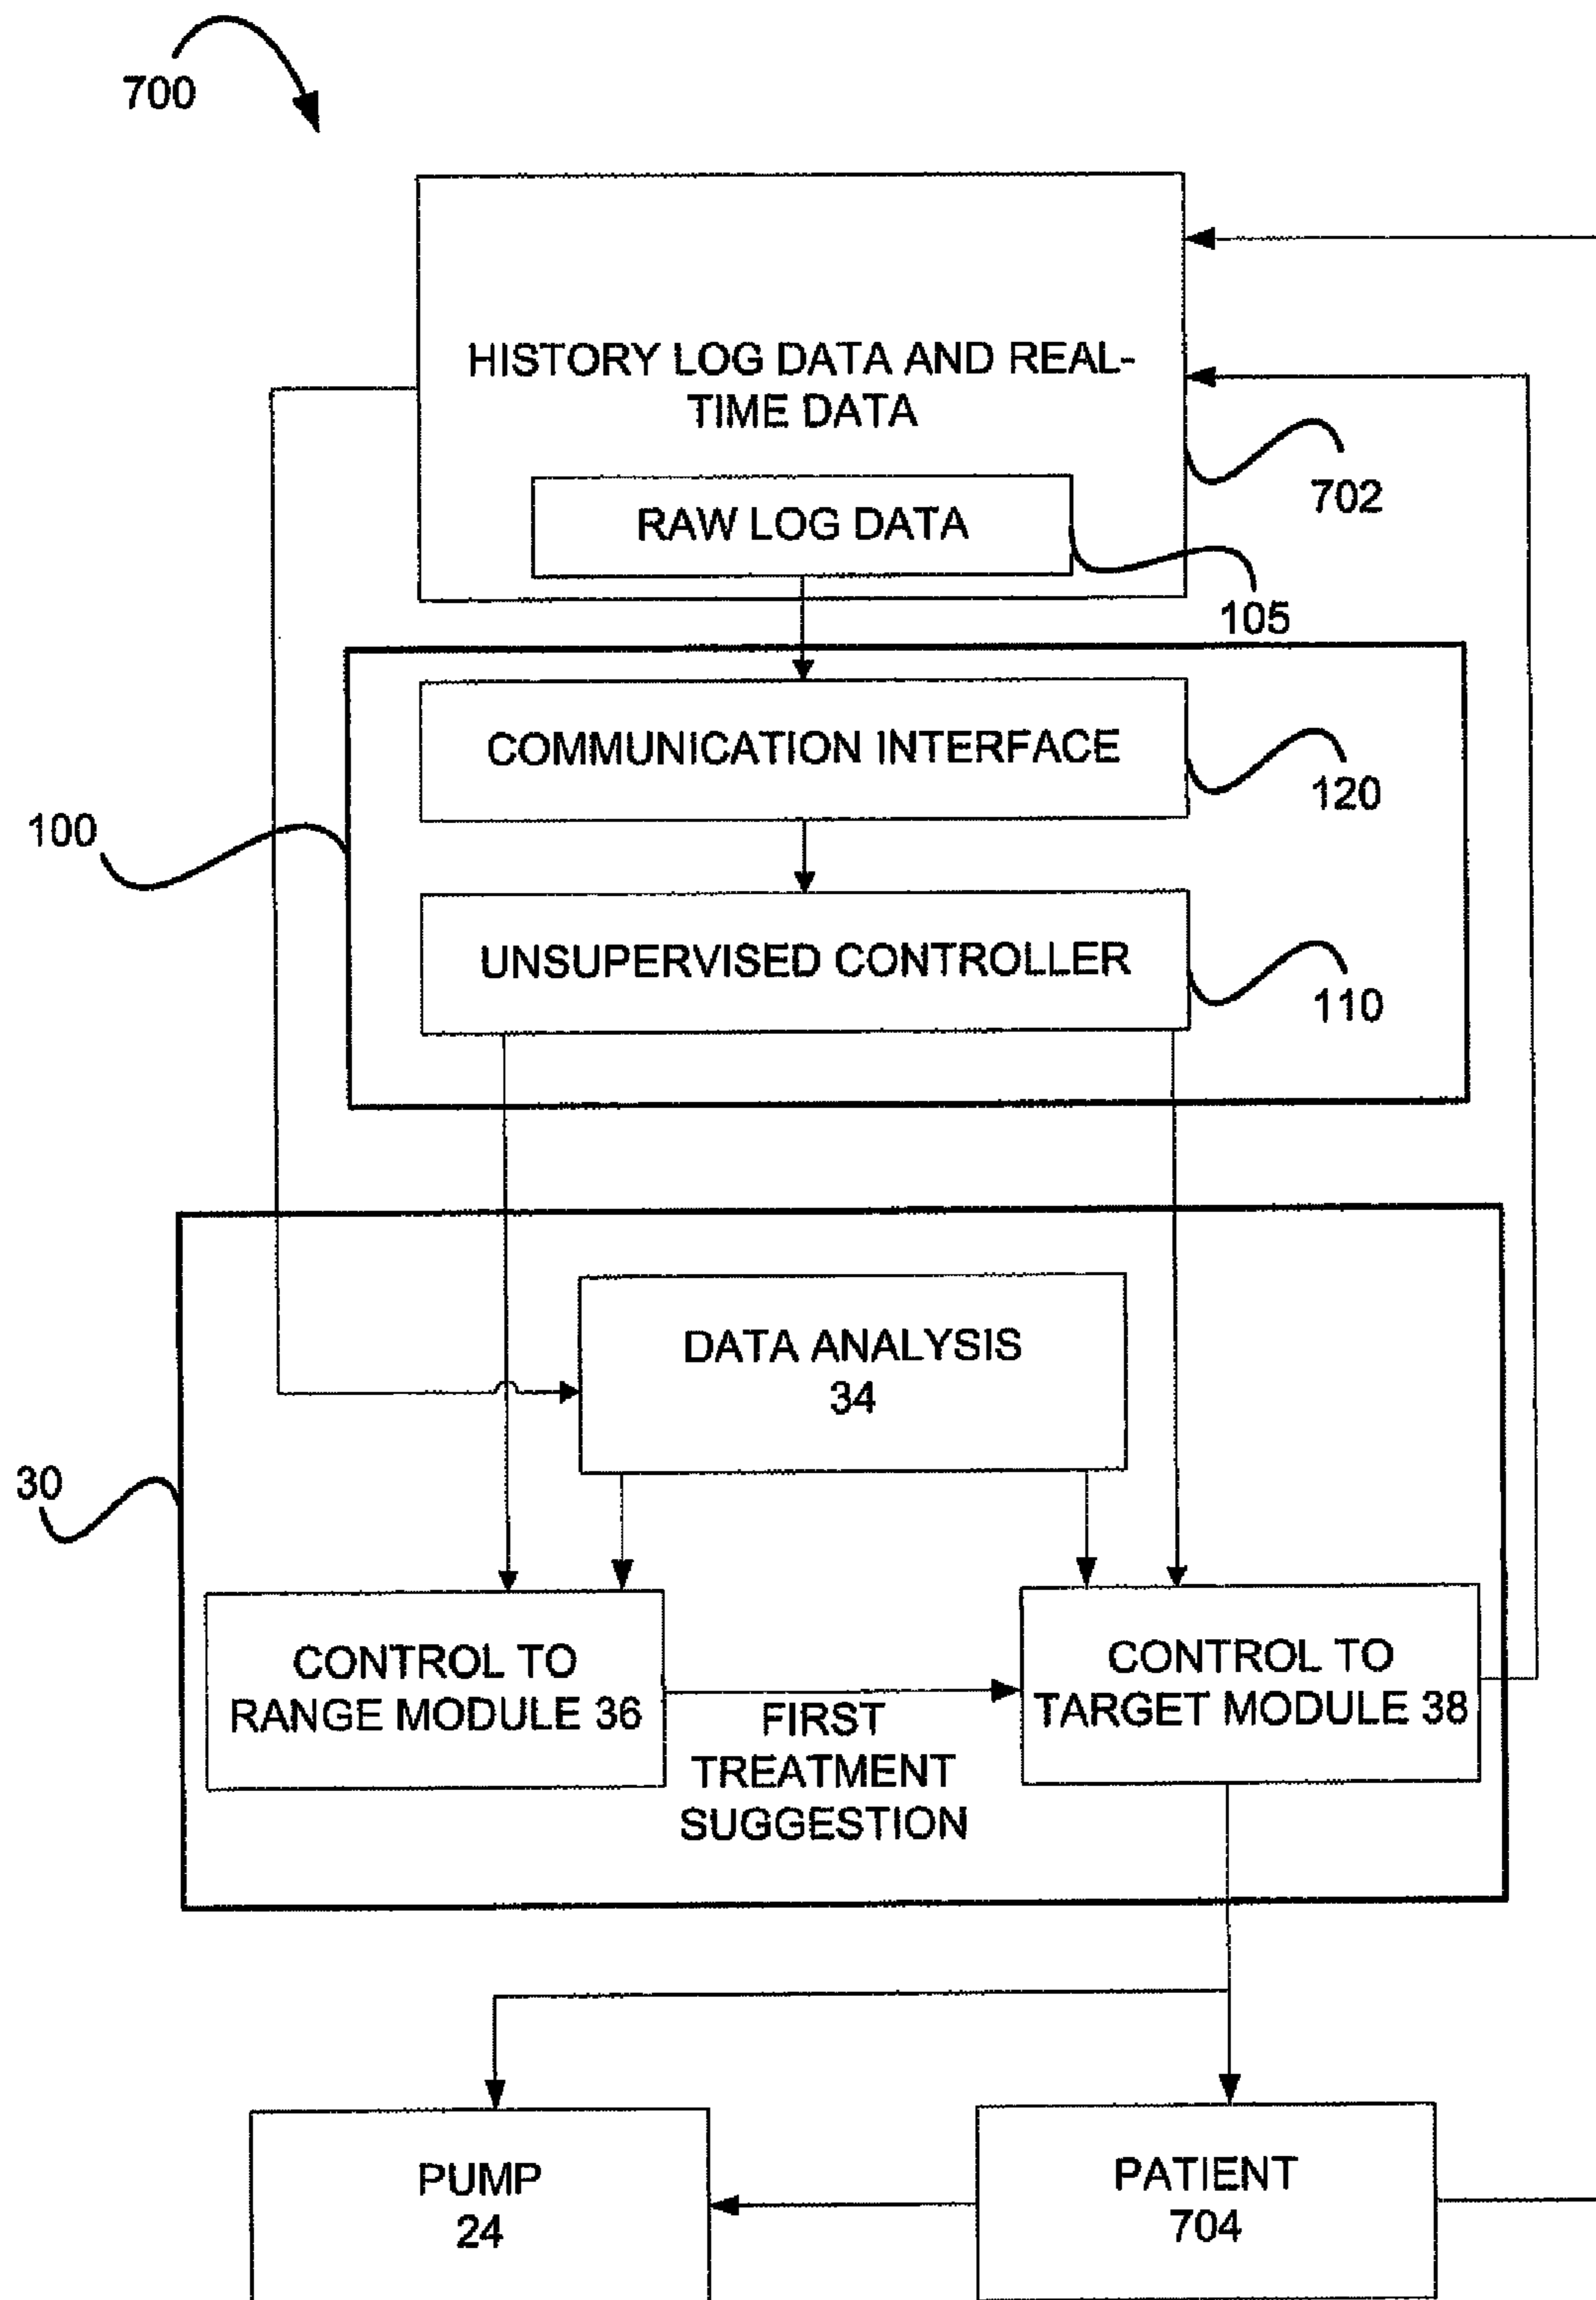 700
HISTORY LOG DATA AND REAL-
TIME DATA
702
RAW LOG DATA
105
COMMUNICATION INTERFACE
120
100
UNSUPERVISED CONTROLLER
110
DATA ANALYSIS
34
30
CONTROL TO
RANGE MODULE 36
FIRST
TREATMENT
SUGGESTION
CONTROL TO
TARGET MODULE 38
PUMP
24
PATIENT
704